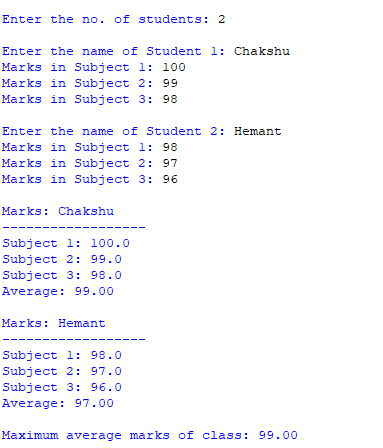 Enter the no. of students: 2
Enter the name of Student 1: Chakshu
Marks in Subject 1: 100
Marks in Subject 2: 99
Marks in Subject 3: 98
Enter the name of Student 2: Hemant
Marks in Subject 1: 98
Marks in Subject 2: 97
Marks in Subject 3: 96
Marks: Chakshu
------------------
Subject 1: 100.0
Subject 2: 99.0
Subject 3: 98.0
Average: 99.00
Marks: Hemant
------------------
Subject 1: 98.0
Subject 2: 97.0
Subject 3: 96.0
Average: 97.00
Maximum average marks of class: 99.00